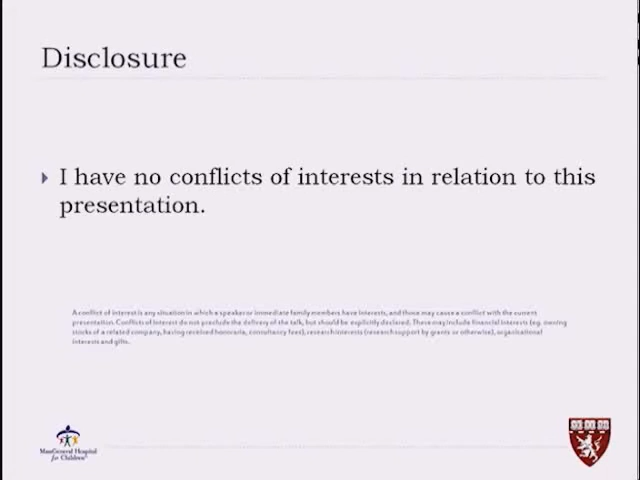 Disclosure
I have no conflicts of interests in relation to this
presentation.
A conflict of interest is any situation in which a speaker or immediate family members have interests, and those may cause a conflict with the current
presentation. Conflicts of interest do not preclude the delivery of the talk, but should be explicitly declared. These may include financial interests (eg. owning
stocks of a related company, having received honoraria, consultancy fees), research interests (research support by grants or otherwise), organisational
interests and gifts.
MassGeneral Hospital
for Children